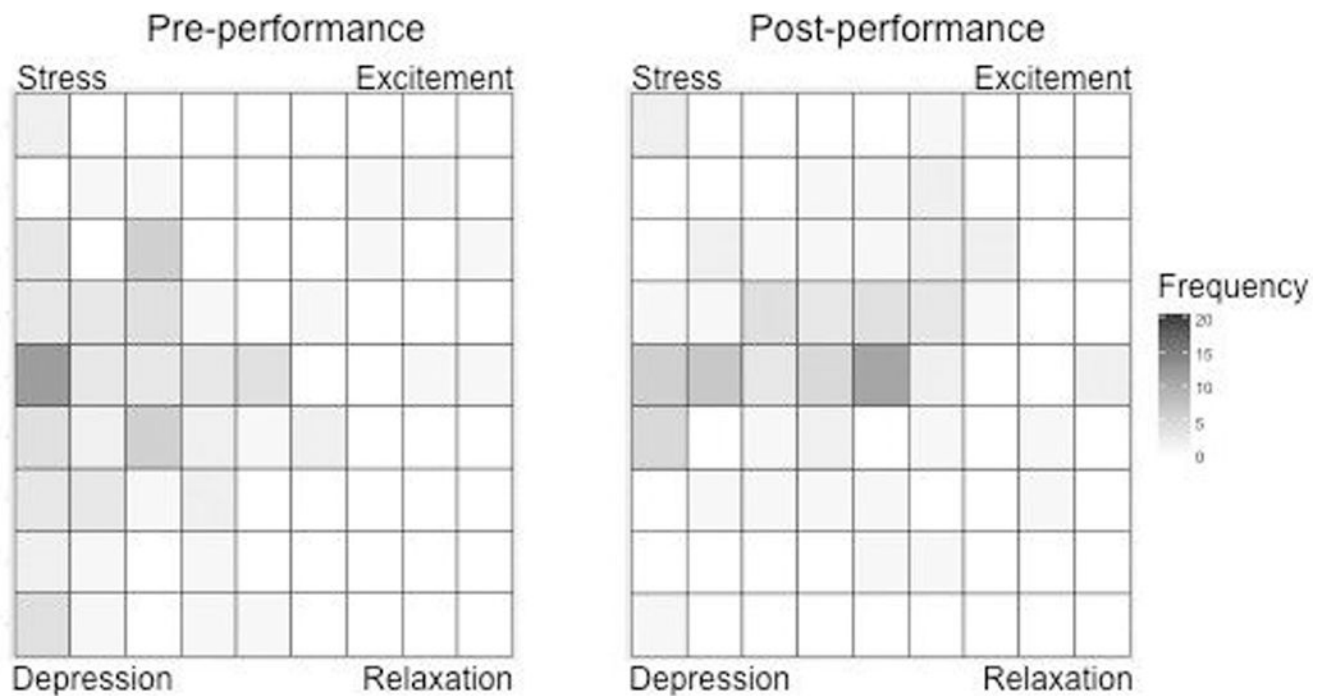 Pre-performance
Stress Excitement
Depression Relaxation
Post-performance
Stress Excitement
Depression Relaxation
Frequency
20
15
10
5
0